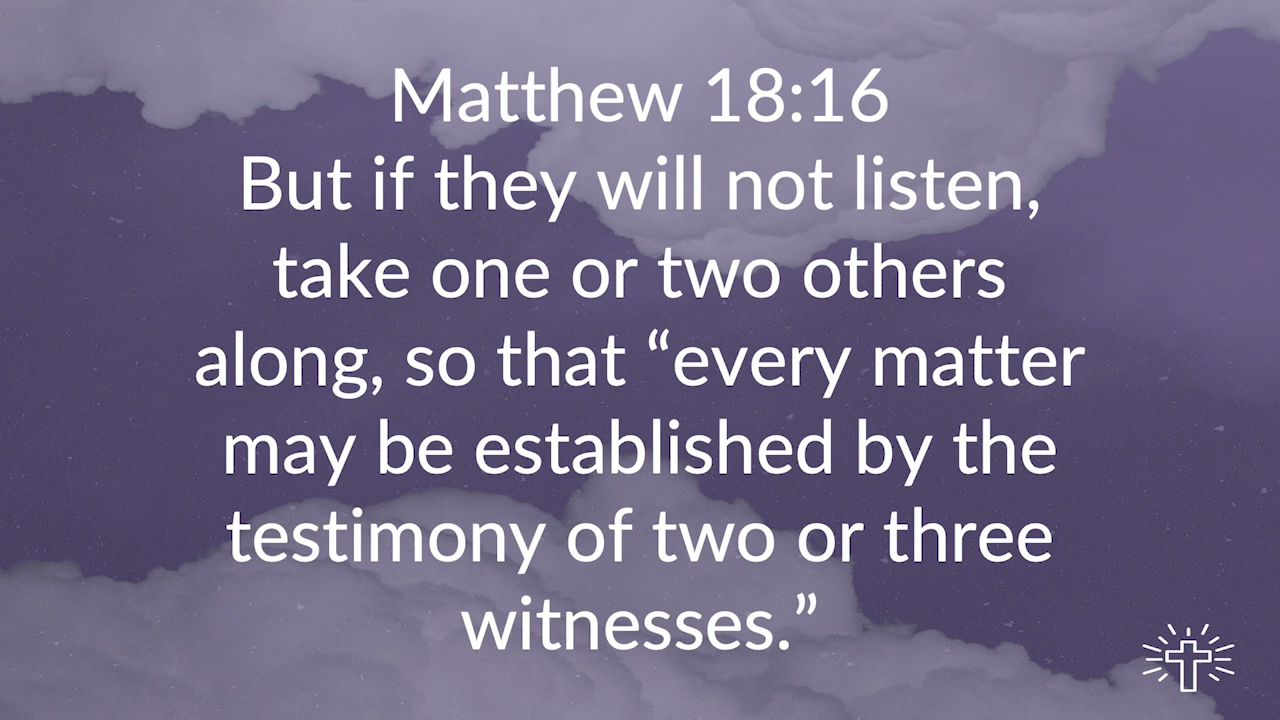 Matthew 18:16
But if they will not listen,
take one or two others
along, so that “every matter
may be established by the
testimony of two or three
witnesses.”